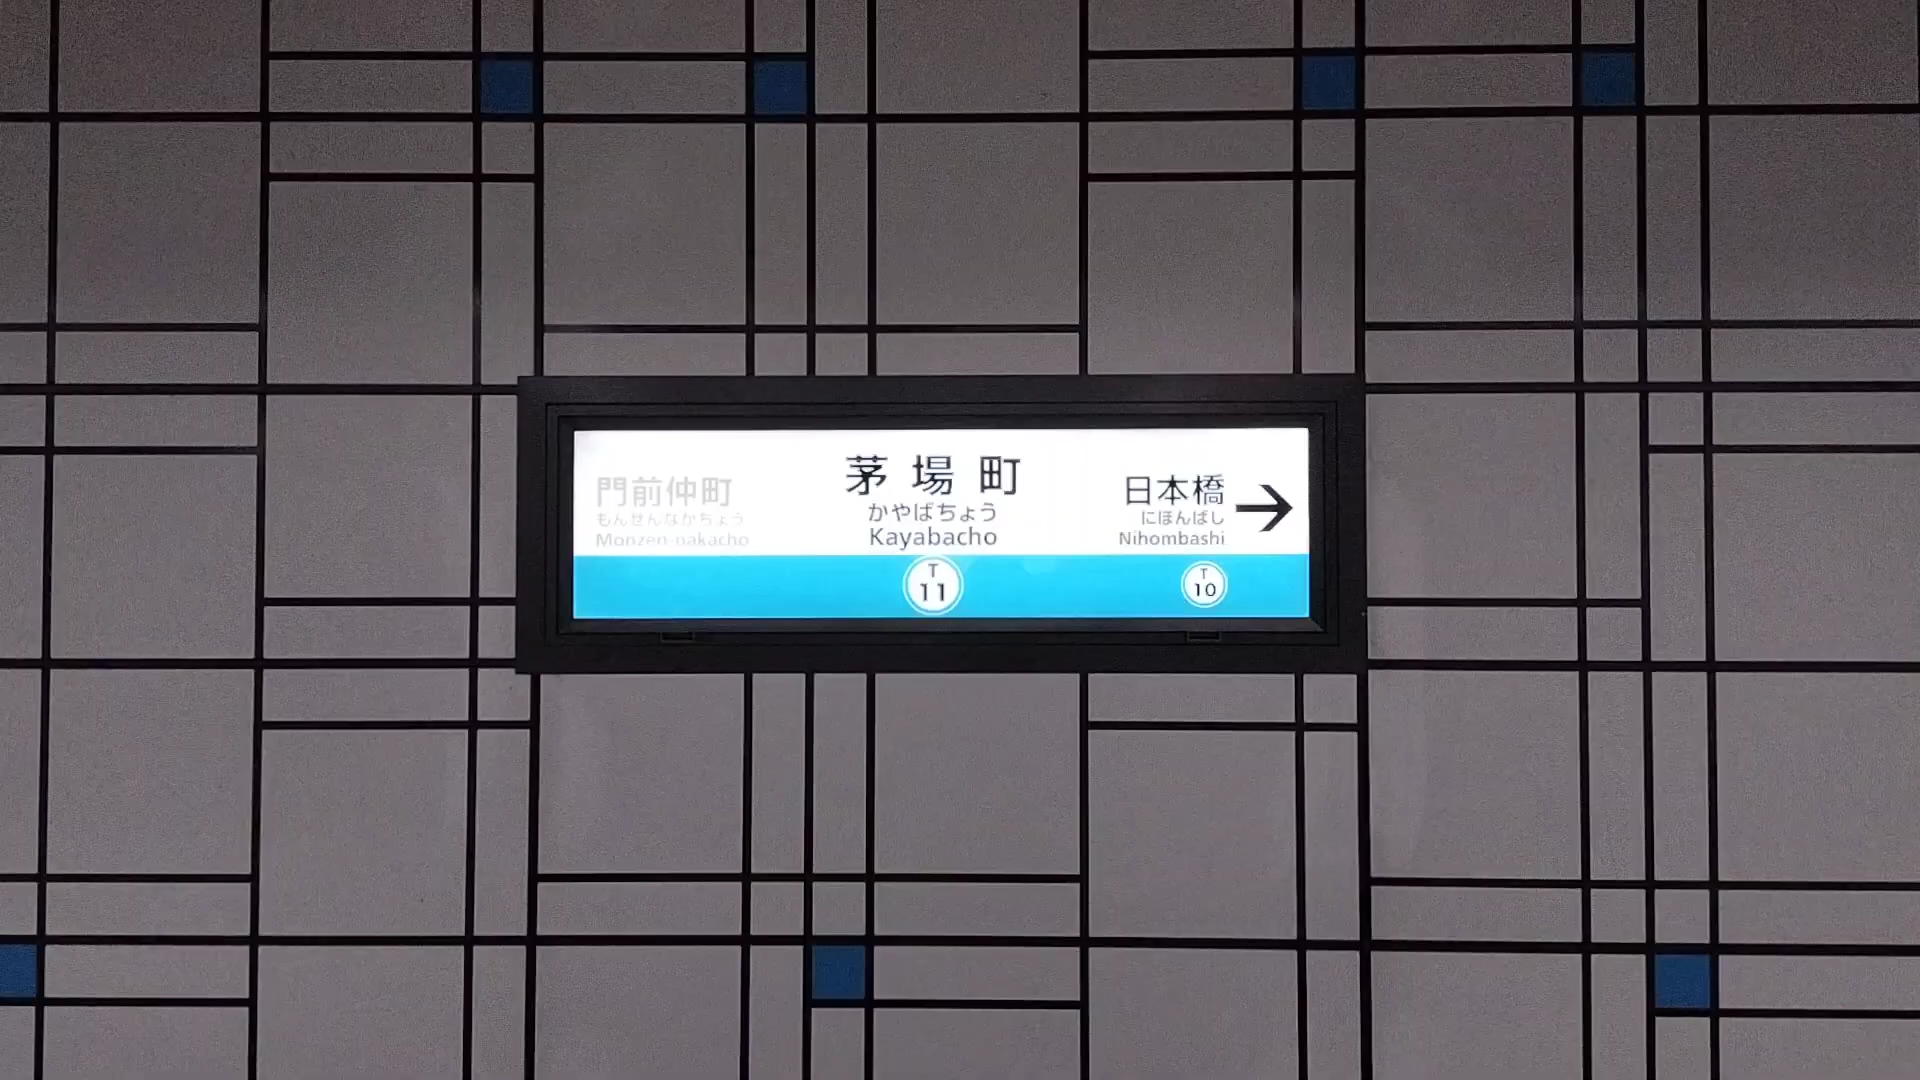 門前仲町
もんぜんなかちょう
Monzen-nakacho
茅場町
かやばちょう
Kayabacho
日本橋
にほんばし
Nihombashi
T
11
T
10